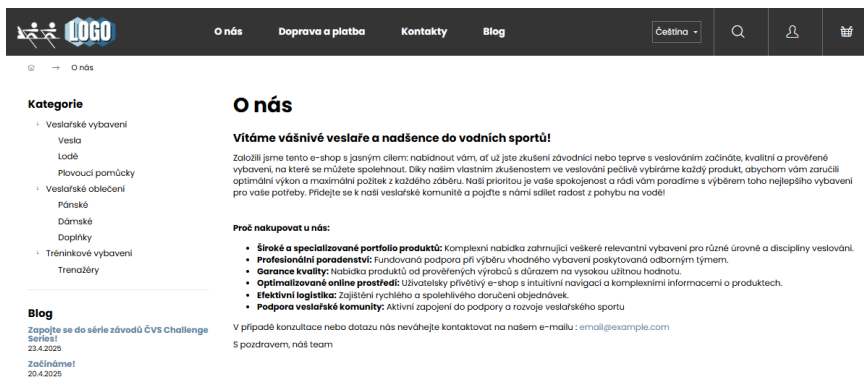 LOGO
O nás
Doprava a platba
Kontakty
Blog
Čeština
O nás
Kategorie
Veslařské vybavení
Vesla
Lodě
Plovoucí pomůcky
Veslařské oblečení
Pánské
Dámské
Doplňky
Tréninkové vybavení
Trenažéry
Blog
Zapojte se do série závodů ČVS Challenge
Series!
23.4.2025
Začínáme!
20.4.2025
O nás
Vítáme vášnivé veslaře a nadšence do vodních sportů!
Založili jsme tento e-shop s jasným cílem: nabídnout vám, ať už jste zkušení závodníci nebo teprve s veslováním začínáte, kvalitní a prověřené
vybavení, na které se můžete spolehnout. Díky našim vlastním zkušenostem ve veslování pečlivě vybíráme každý produkt, abychom vám zaručili
optimální výkon a maximální požitek z každého záběru. Naší prioritou je vaše spokojenost a rádi vám poradíme s výběrem toho nejlepšího vybavení
pro vaše potřeby. Přidejte se k naší veslařské komunitě a pojďte s námi sdílet radost z pohybu na vodě!
Proč nakupovat u nás:
Široké a specializované portfolio produktů: Komplexní nabídka zahrnující veškeré relevantní vybavení pro různé úrovně a disciplíny veslování.
Profesionální poradenství: Fundovaná podpora při výběru vhodného vybavení poskytovaná odborným týmem.
Garance kvality: Nabídka produktů od prověřených výrobců s důrazem na vysokou užitnou hodnotu.
Optimalizované online prostředí: Uživatelsky přívětivý e-shop s intuitivní navigací a komplexními informacemi o produktech.
Efektivní logistika: Zajištění rychlého a spolehlivého doručení objednávek.
Podpora veslařské komunity: Aktivní zapojení do podpory a rozvoje veslařského sportu
V případě konzultace nebo dotazu nás neváhejte kontaktovat na našem e-mailu : email@example.com
S pozdravem, náš team